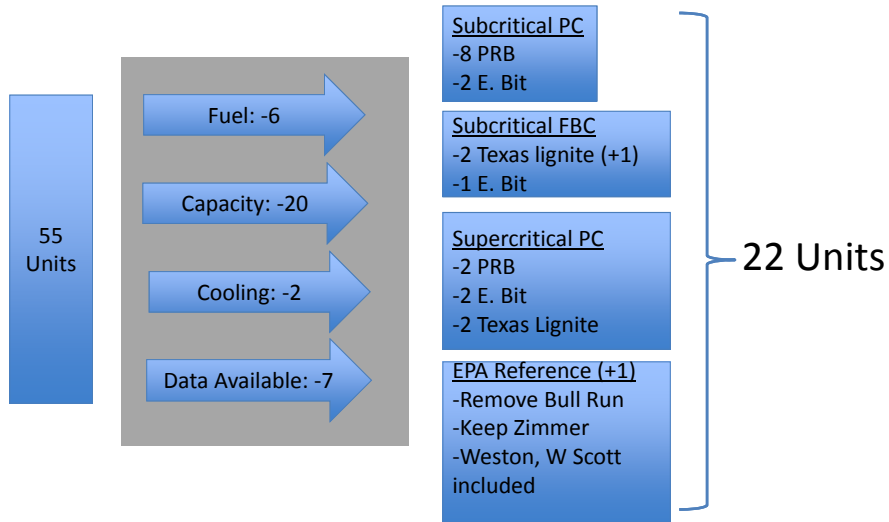 55
Units
Fuel: -6
Capacity: -20
Cooling: -2
Data Available: -7
Subcritical PC
-8 PRB
-2 E. Bit
Subcritical FBC
-2 Texas lignite (+1)
-1 E. Bit
Supercritical PC
-2 PRB
-2 E. Bit
-2 Texas Lignite
EPA Reference (+1)
-Remove Bull Run
-Keep Zimmer
-Weston, W Scott
included
22 Units